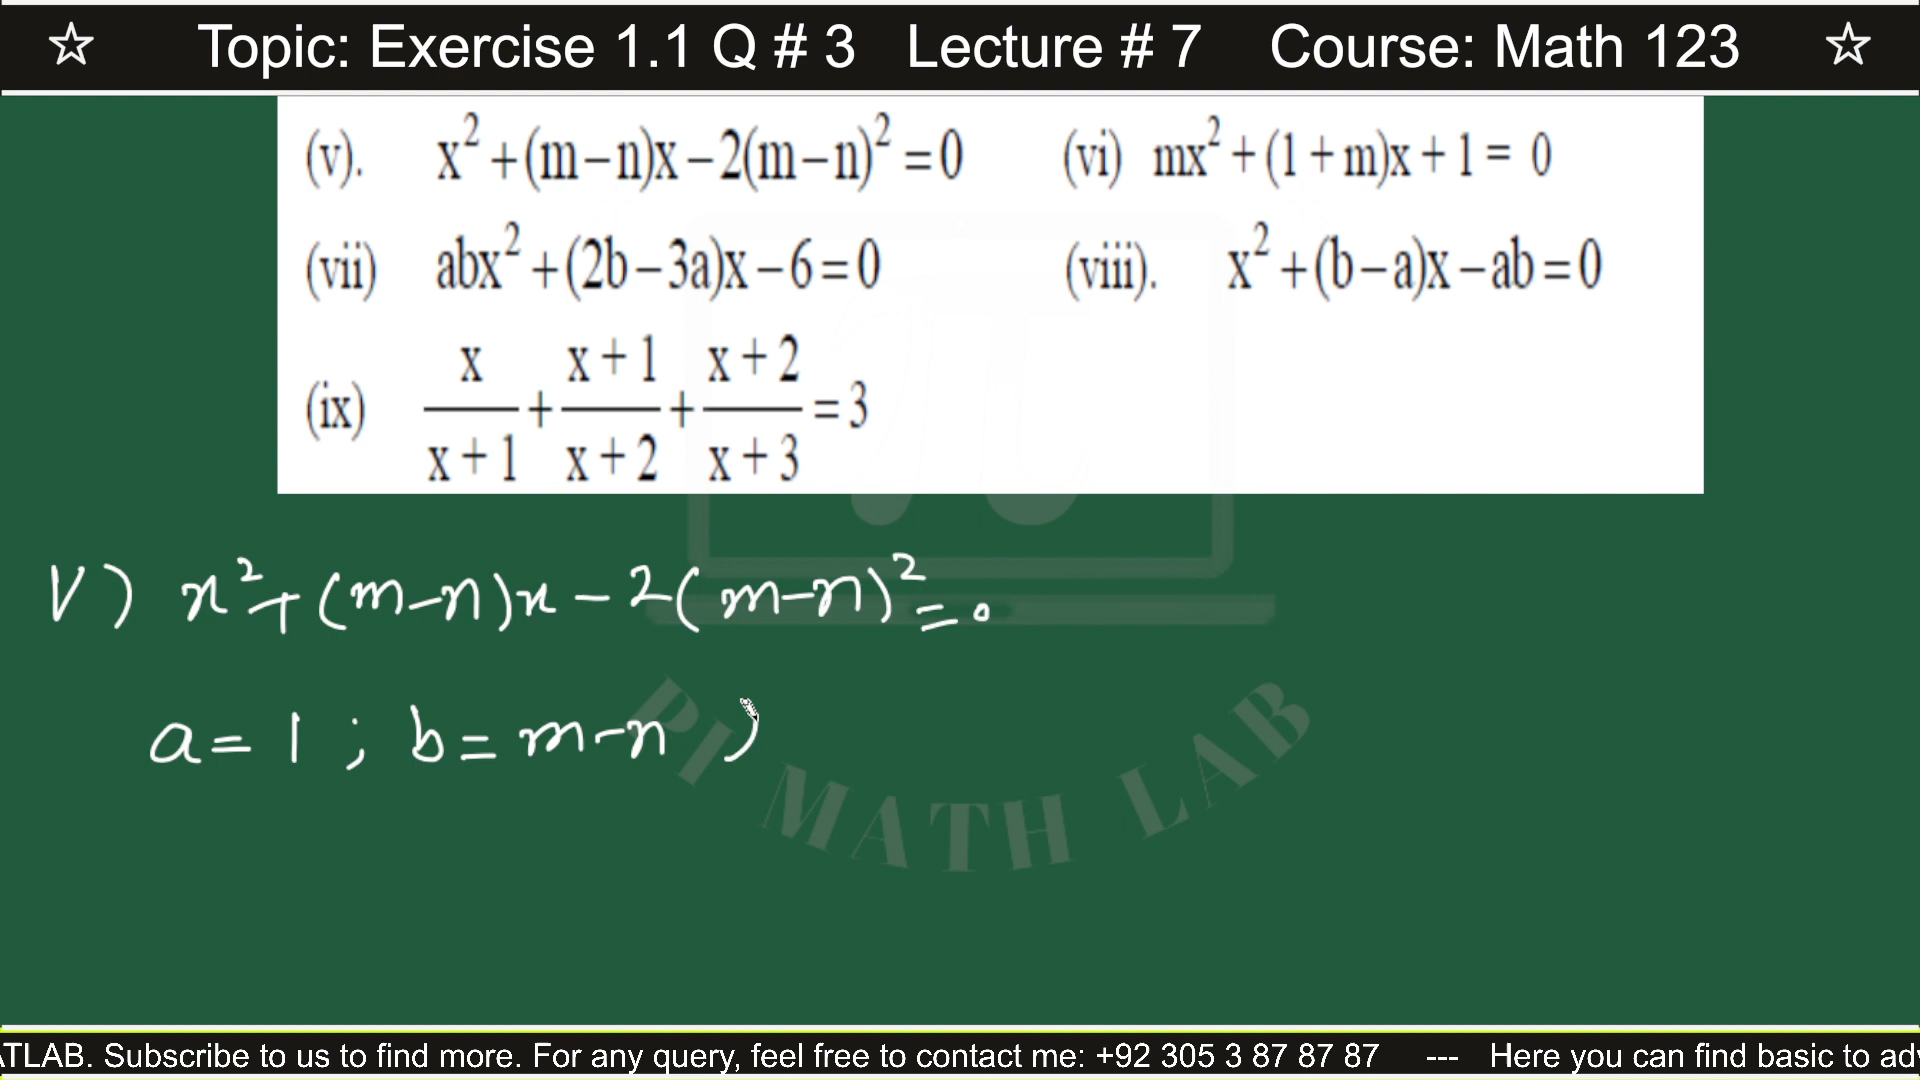 ☆ Topic: Exercise 1.1 Q # 3 Lecture # 7 Course: Math 123 ☆
(v). x²+(m−n)x−2(m−n)²=0 (vi) mx²+(1+m)x+1= 0
(vii) abx²+(2b−3a)x−6=0 (viii). x²+(b−a)x−ab=0
(ix) x/x+1 + x+1/x+2 + x+2/x+3 =3
V) x²+(m-n)x-2(m-n)²=0
a=1 ; b=m-n )
PI MATH LAB
ATLAB. Subscribe to us to find more. For any query, feel free to contact me: +92 305 3 87 87 87 --- Here you can find basic to adv